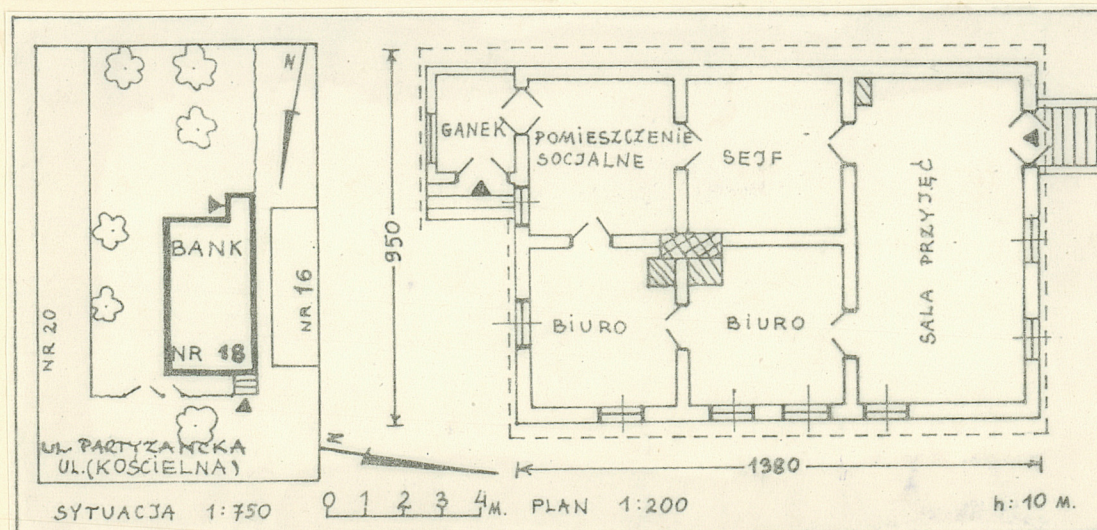 N
BANK
NR 18
NR 16
NR 20
UL PARTYZANCKA
UL.(KOŚCIELNA)
SYTUACJA 1:750
GANEK
POMIESZCZENIE
SOCJALNE
SEJF
SALA PRZYJĘĆ
BIURO
BIURO
950
1380
N
0 1 2 3 4 M.
PLAN 1:200
h: 10 M.